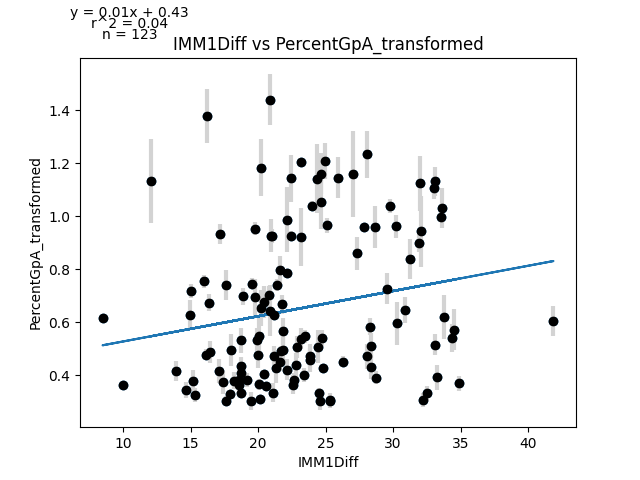 y = 0.01x + 0.43
r^2 = 0.04
n = 123
IMM1Diff vs PercentGpA_transformed
1.4
1.2
1.0
0.8
0.6
0.4
PercentGpA_transformed
10 15 20 25 30 35 40
IMM1Diff